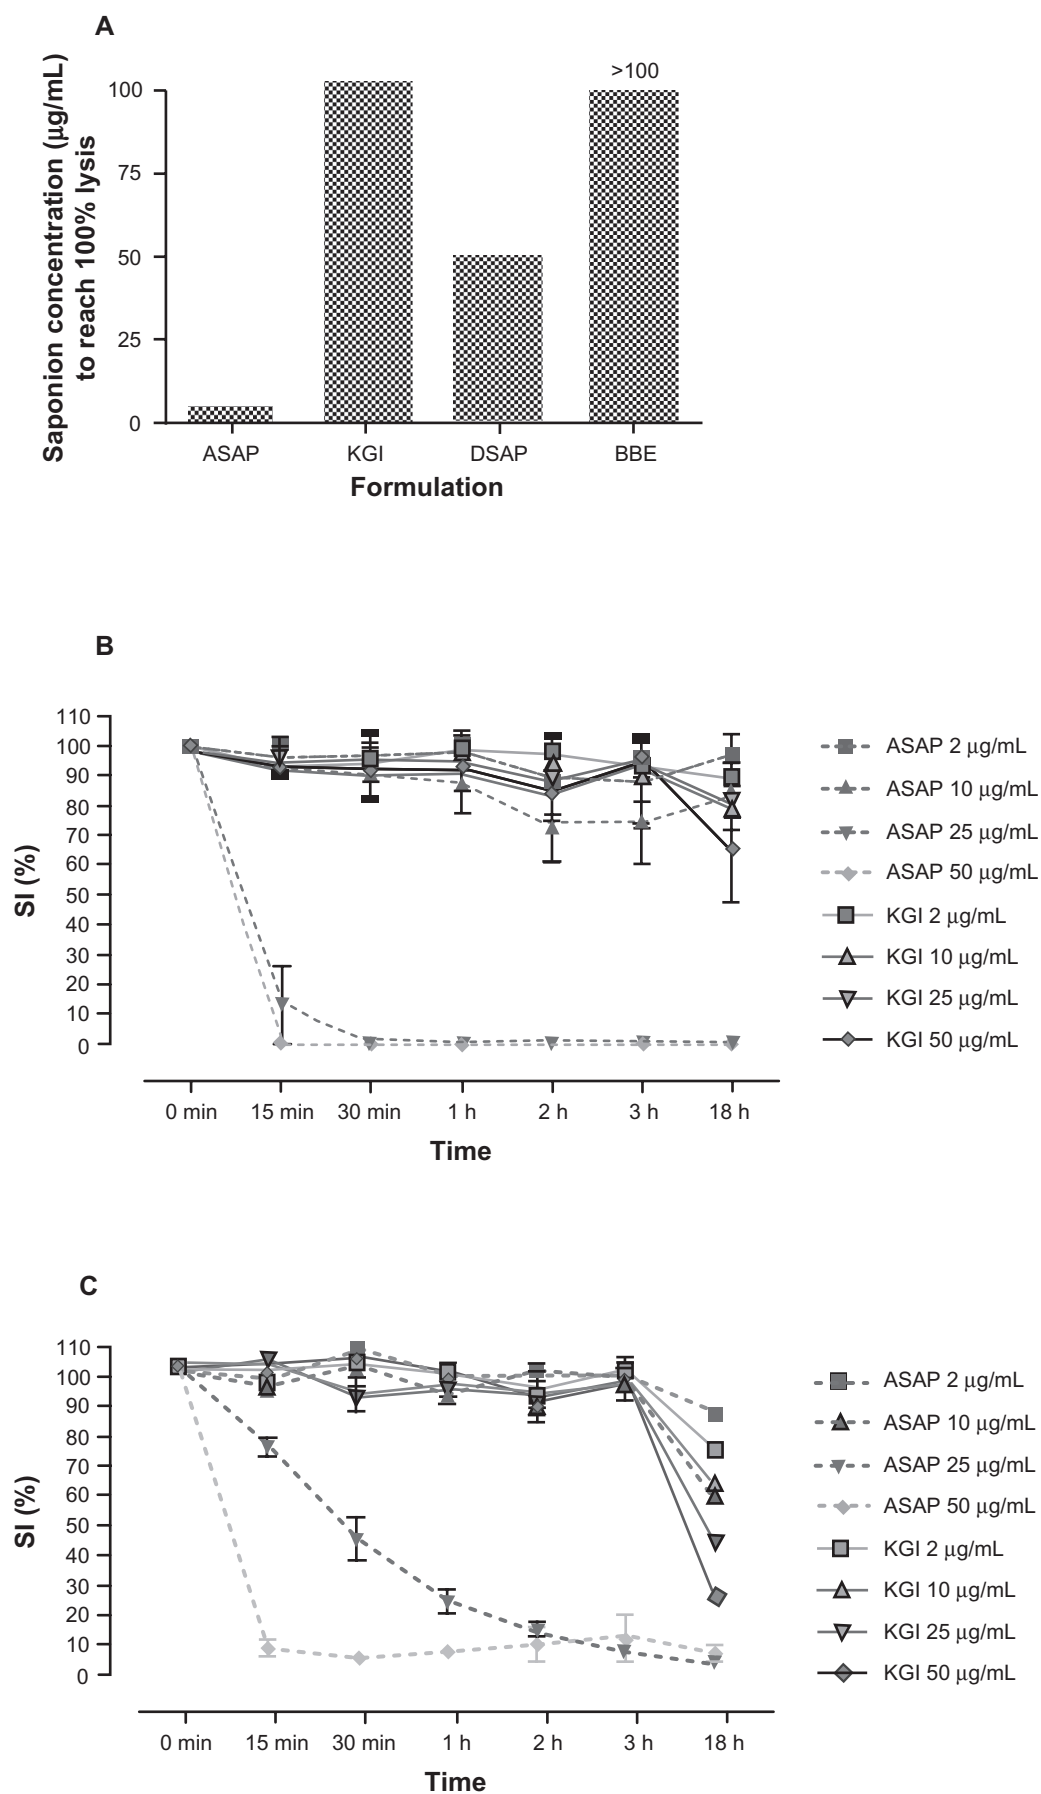 A
Saponion concentration (μg/mL)
to reach 100% lysis
100
75
50
25
0
>100
ASAP KGI DSAP BBE
Formulation
B
SI (%)
110
100
90
80
70
60
50
40
30
20
10
0
0 min 15 min 30 min 1 h 2 h 3 h 18 h
Time
ASAP 2 μg/mL
ASAP 10 μg/mL
ASAP 25 μg/mL
ASAP 50 μg/mL
KGI 2 μg/mL
KGI 10 μg/mL
KGI 25 μg/mL
KGI 50 μg/mL
C
SI (%)
110
100
90
80
70
60
50
40
30
20
10
0
0 min 15 min 30 min 1 h 2 h 3 h 18 h
Time
ASAP 2 μg/mL
ASAP 10 μg/mL
ASAP 25 μg/mL
ASAP 50 μg/mL
KGI 2 μg/mL
KGI 10 μg/mL
KGI 25 μg/mL
KGI 50 μg/mL